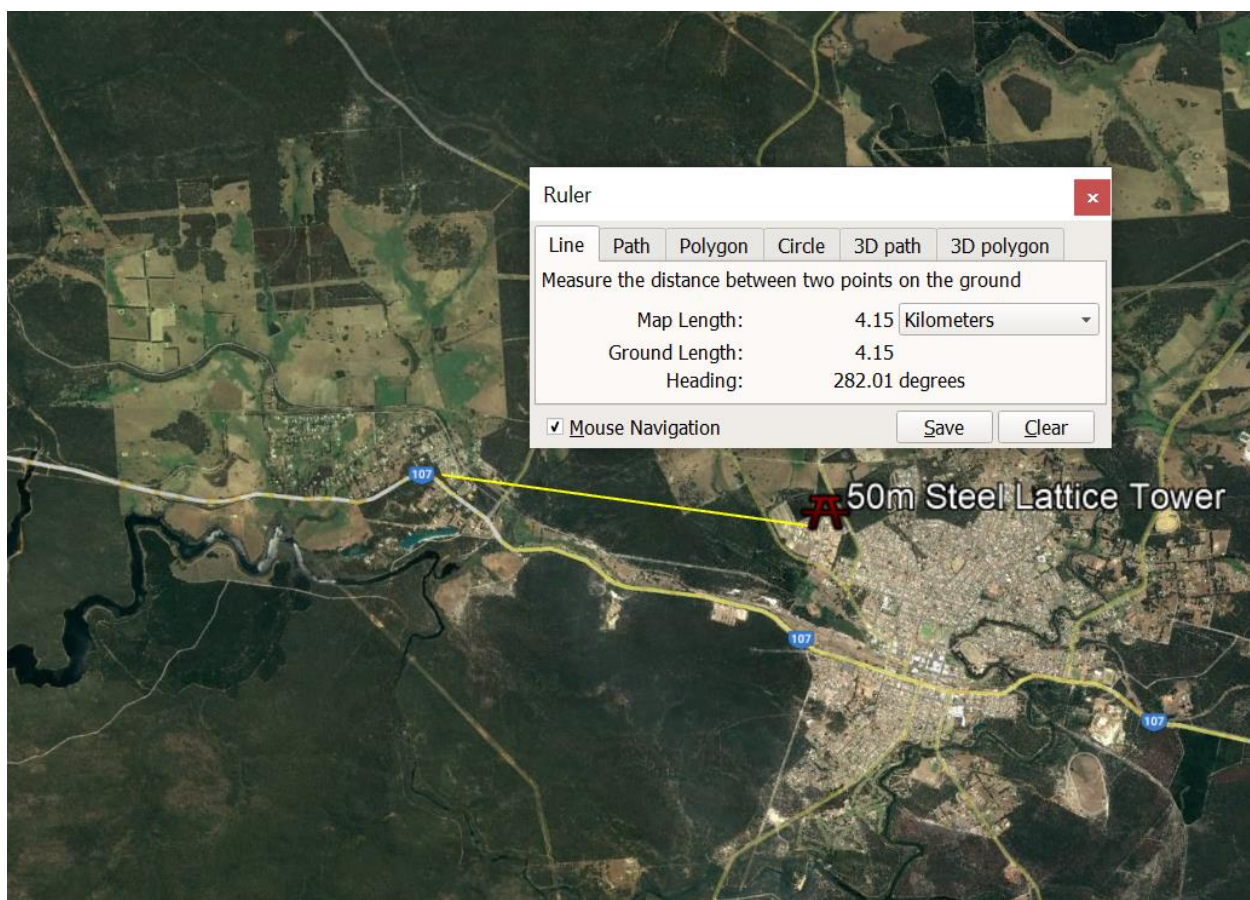 Ruler
x
Line Path Polygon Circle 3D path 3D polygon
Measure the distance between two points on the ground
Map Length: 4.15 Kilometers
Ground Length: 4.15
Heading: 282.01 degrees
Mouse Navigation Save Clear
107
50m Steel Lattice Tower
107
107